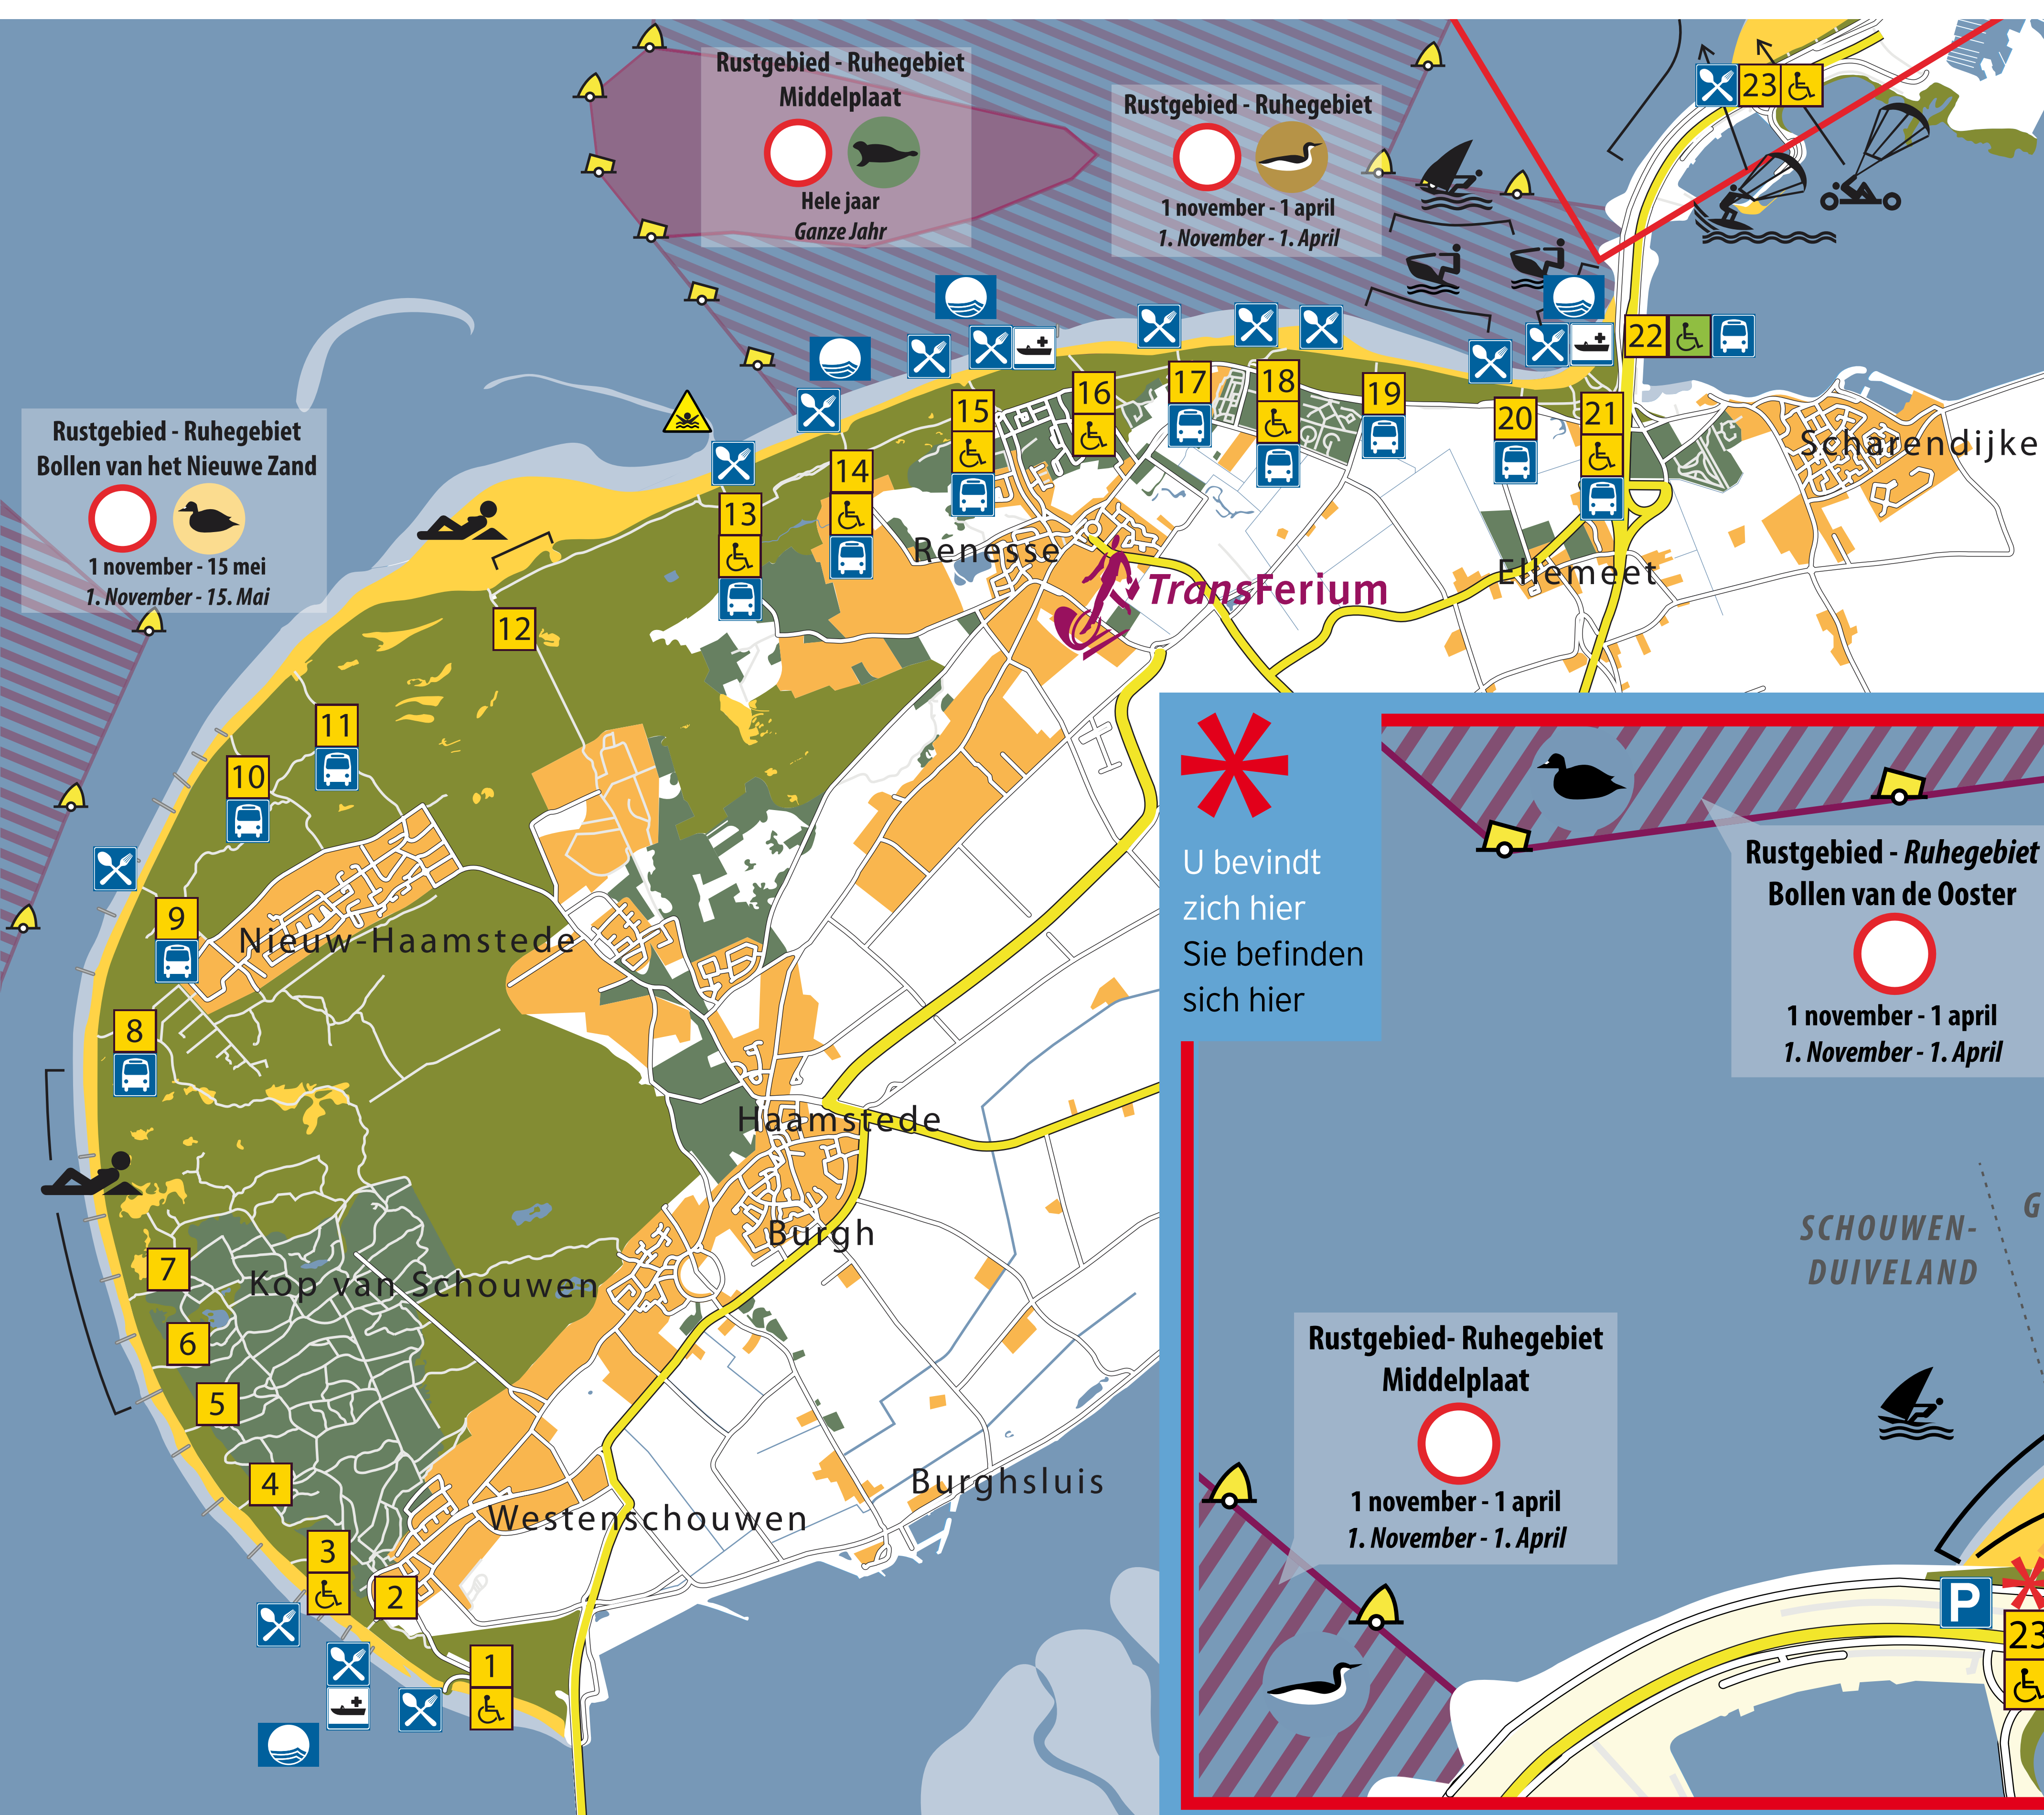 Rustgebied - Ruhegebiet
Middelplaat
Hele jaar
Ganze Jahr
Rustgebied - Ruhegebiet
1 november - 1 april
1. November - 1. April
23
Rustgebied - Ruhegebiet
Bollen van het Nieuwe Zand
1 november - 15 mei
1. November - 15. Mai
22
21
20
19
18
17
16
15
14
13
12
11
10
9
8
7
6
5
4
3
2
1
Scharendijke
Renesse
TransFerium
Ellemeet
Nieuw-Haamstede
Haamstede
Burgh
Kop van Schouwen
Burghsluis
Westenschouwen
U bevindt
zich hier
Sie befinden
sich hier
Rustgebied - Ruhegebiet
Bollen van de Ooster
1 november - 1 april
1. November - 1. April
SCHOUWEN-
DUIVELAND
G
Rustgebied- Ruhegebiet
Middelplaat
1 november - 1 april
1. November - 1. April
P
23